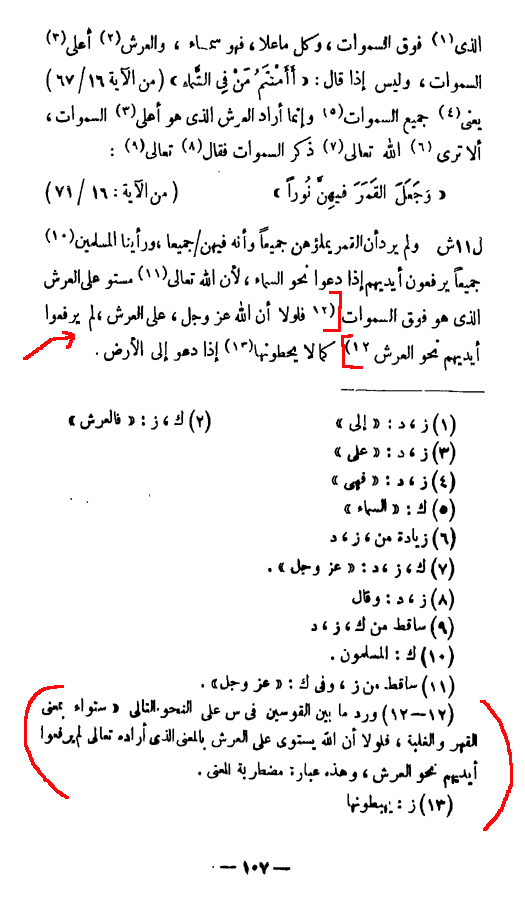 الذى(١) فوق السموات ، وكل ماعلا ، فهو سماء ، والعرش(٢) أعلى(٣)
السموات ، وليس إذا قال : « أَأَمِنْتُمْ مَنْ فِي السَّمَاءِ » ( من الآية ١٦ / ٦٧ )
يعنى(٤) جميع السموات(٥) وإنما أراد العرش الذى هو أعلى(٣) السموات ،
ألا ترى (٦) الله تعالى(٧) ذكر السموات فقال(٨) تعالى(٩) :
« وَجَعَلَ القَمَرَ فِيهِنَّ نُوراً » ( من الآية : ١٦ / ٧١ )
ل١١ش ولم يرد أن القمر يملؤهن جميعاً وأنه فيهن/جميعا ، ورأينا المسلمين(١٠)
جميعاً يرفعون أيديهم إذا دعوا نحو السماء ، لأن الله تعالى(١١) مستو على العرش
الذى هو فوق السموات (١٢ فلولا أن الله عز وجل ، على العرش ، لم يرفعوا
أيديهم نحو العرش ١٢) كما لا يحطونها(١٣) إذا دعو إلى الأرض .
(١) ز ، د : « إلى » (٢) ك ، ز : « فالعرش »
(٣) ز ، د : « على »
(٤) ز ، د : « فهى »
(٥) ك : « السماء »
(٦) زيادة من ، ز ، د
(٧) ك ، ز ، د : « عز وجل » .
(٨) ز ، د : وقال
(٩) ساقط من ك ، ز ، د
(١٠) ك : المسلمون .
(١١) ساقط من ز ، وفى ك : « عز وجل » .
(١٢–١٢) ورد ما بين القوسين فى س على النحو التالى « ستواء بمعنى
القهر والغلبة ، فلولا أن الله يستوى على العرش بالمعنى الذى أراده تعالى لم يرفعوا
أيديهم نحو العرش ، وهذه عبارة مضطربة المعنى .
(١٣) ز : يهبطونها
— ١٠٧ —